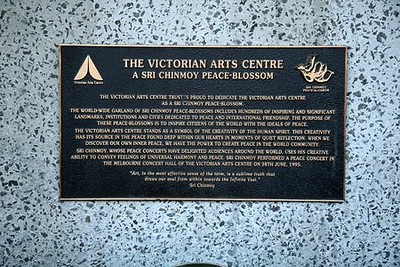 THE VICTORIAN ARTS CENTRE
A SRI CHINMOY PEACE-BLOSSOM
Victorian Arts Centre
SRI CHINMOY
PEACE-BLOSSOM
THE VICTORIAN ARTS CENTRE TRUST IS PROUD TO DEDICATE THE VICTORIAN ARTS CENTRE
AS A SRI CHINMOY PEACE-BLOSSOM.
THE WORLD-WIDE GARLAND OF SRI CHINMOY PEACE-BLOSSOMS INCLUDES HUNDREDS OF INSPIRING AND SIGNIFICANT
LANDMARKS, INSTITUTIONS AND CITIES DEDICATED TO PEACE AND INTERNATIONAL FRIENDSHIP. THE PURPOSE OF
THESE PEACE-BLOSSOMS IS TO INSPIRE CITIZENS OF THE WORLD WITH THE IDEALS OF PEACE.
THE VICTORIAN ARTS CENTRE STANDS AS A SYMBOL OF THE CREATIVITY OF THE HUMAN SPIRIT. THIS CREATIVITY
HAS ITS SOURCE IN THE PEACE FOUND DEEP WITHIN OUR HEARTS IN MOMENTS OF QUIET REFLECTION. WHEN WE
DISCOVER OUR OWN INNER PEACE, WE HAVE THE POWER TO CREATE PEACE IN THE WORLD COMMUNITY.
SRI CHINMOY, WHOSE PEACE CONCERTS HAVE DELIGHTED AUDIENCES AROUND THE WORLD, USES HIS CREATIVE
ABILITY TO CONVEY FEELINGS OF UNIVERSAL HARMONY AND PEACE. SRI CHINMOY PERFORMED A PEACE CONCERT IN
THE MELBOURNE CONCERT HALL OF THE VICTORIAN ARTS CENTRE ON 28TH JUNE, 1995.
"Art, in the most effective sense of the term, is a sublime truth that
draws our soul from within towards the Infinite Vast."
Sri Chinmoy